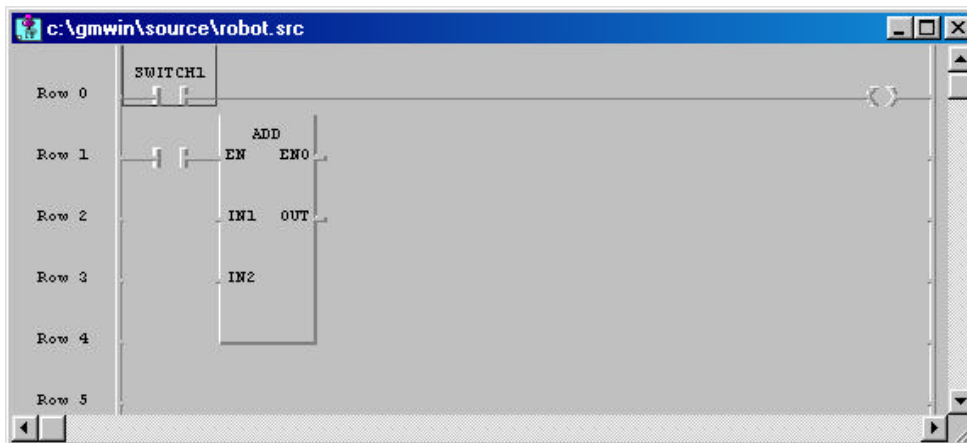 c:\gmwin\source\robot.src
SWITCH1
Row 0
ADD
Row 1
EN ENO
Row 2
IN1 OUT
Row 3
IN2
Row 4
Row 5